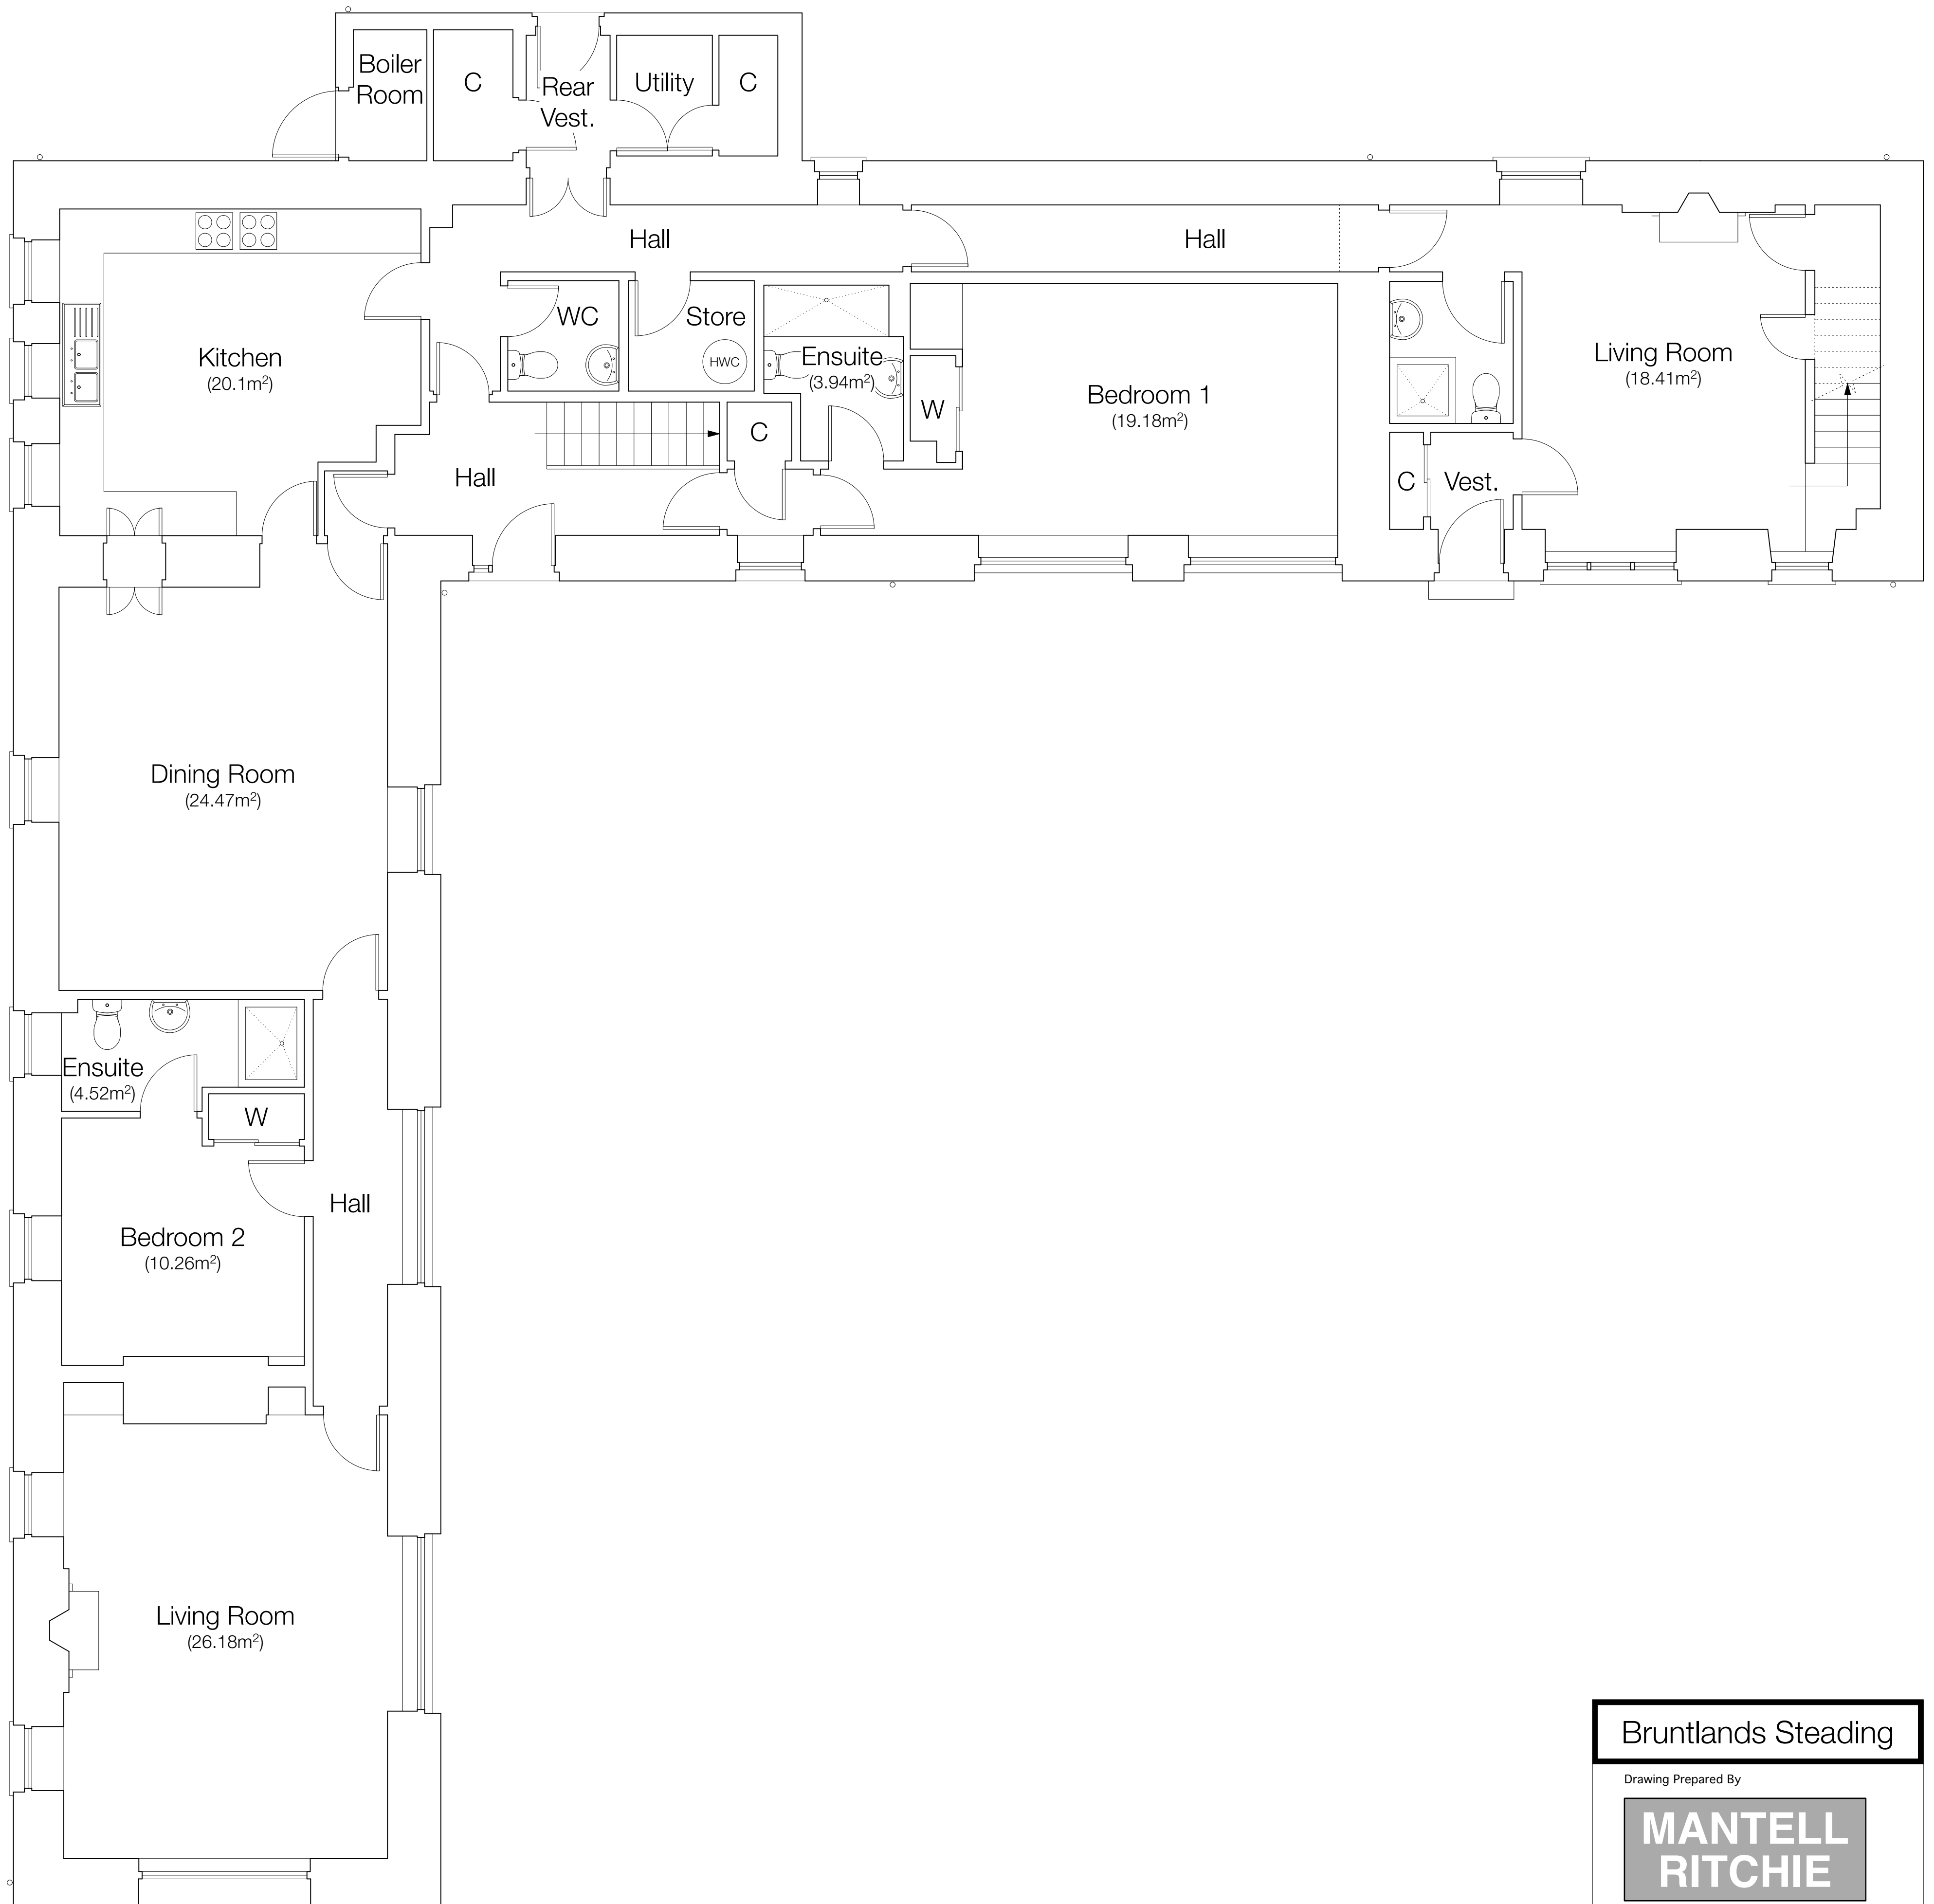 Boiler
Room
C
Rear
Vest.
Utility
C
Hall
Hall
Kitchen
(20.1m²)
WC
Store
HWC
Ensuite
(3.94m²)
W
Bedroom 1
(19.18m²)
Living Room
(18.41m²)
C
Hall
C
Vest.
Dining Room
(24.47m²)
Ensuite
(4.52m²)
W
Hall
Bedroom 2
(10.26m²)
Living Room
(26.18m²)
Bruntlands Steading
Drawing Prepared By
MANTELL
RITCHIE